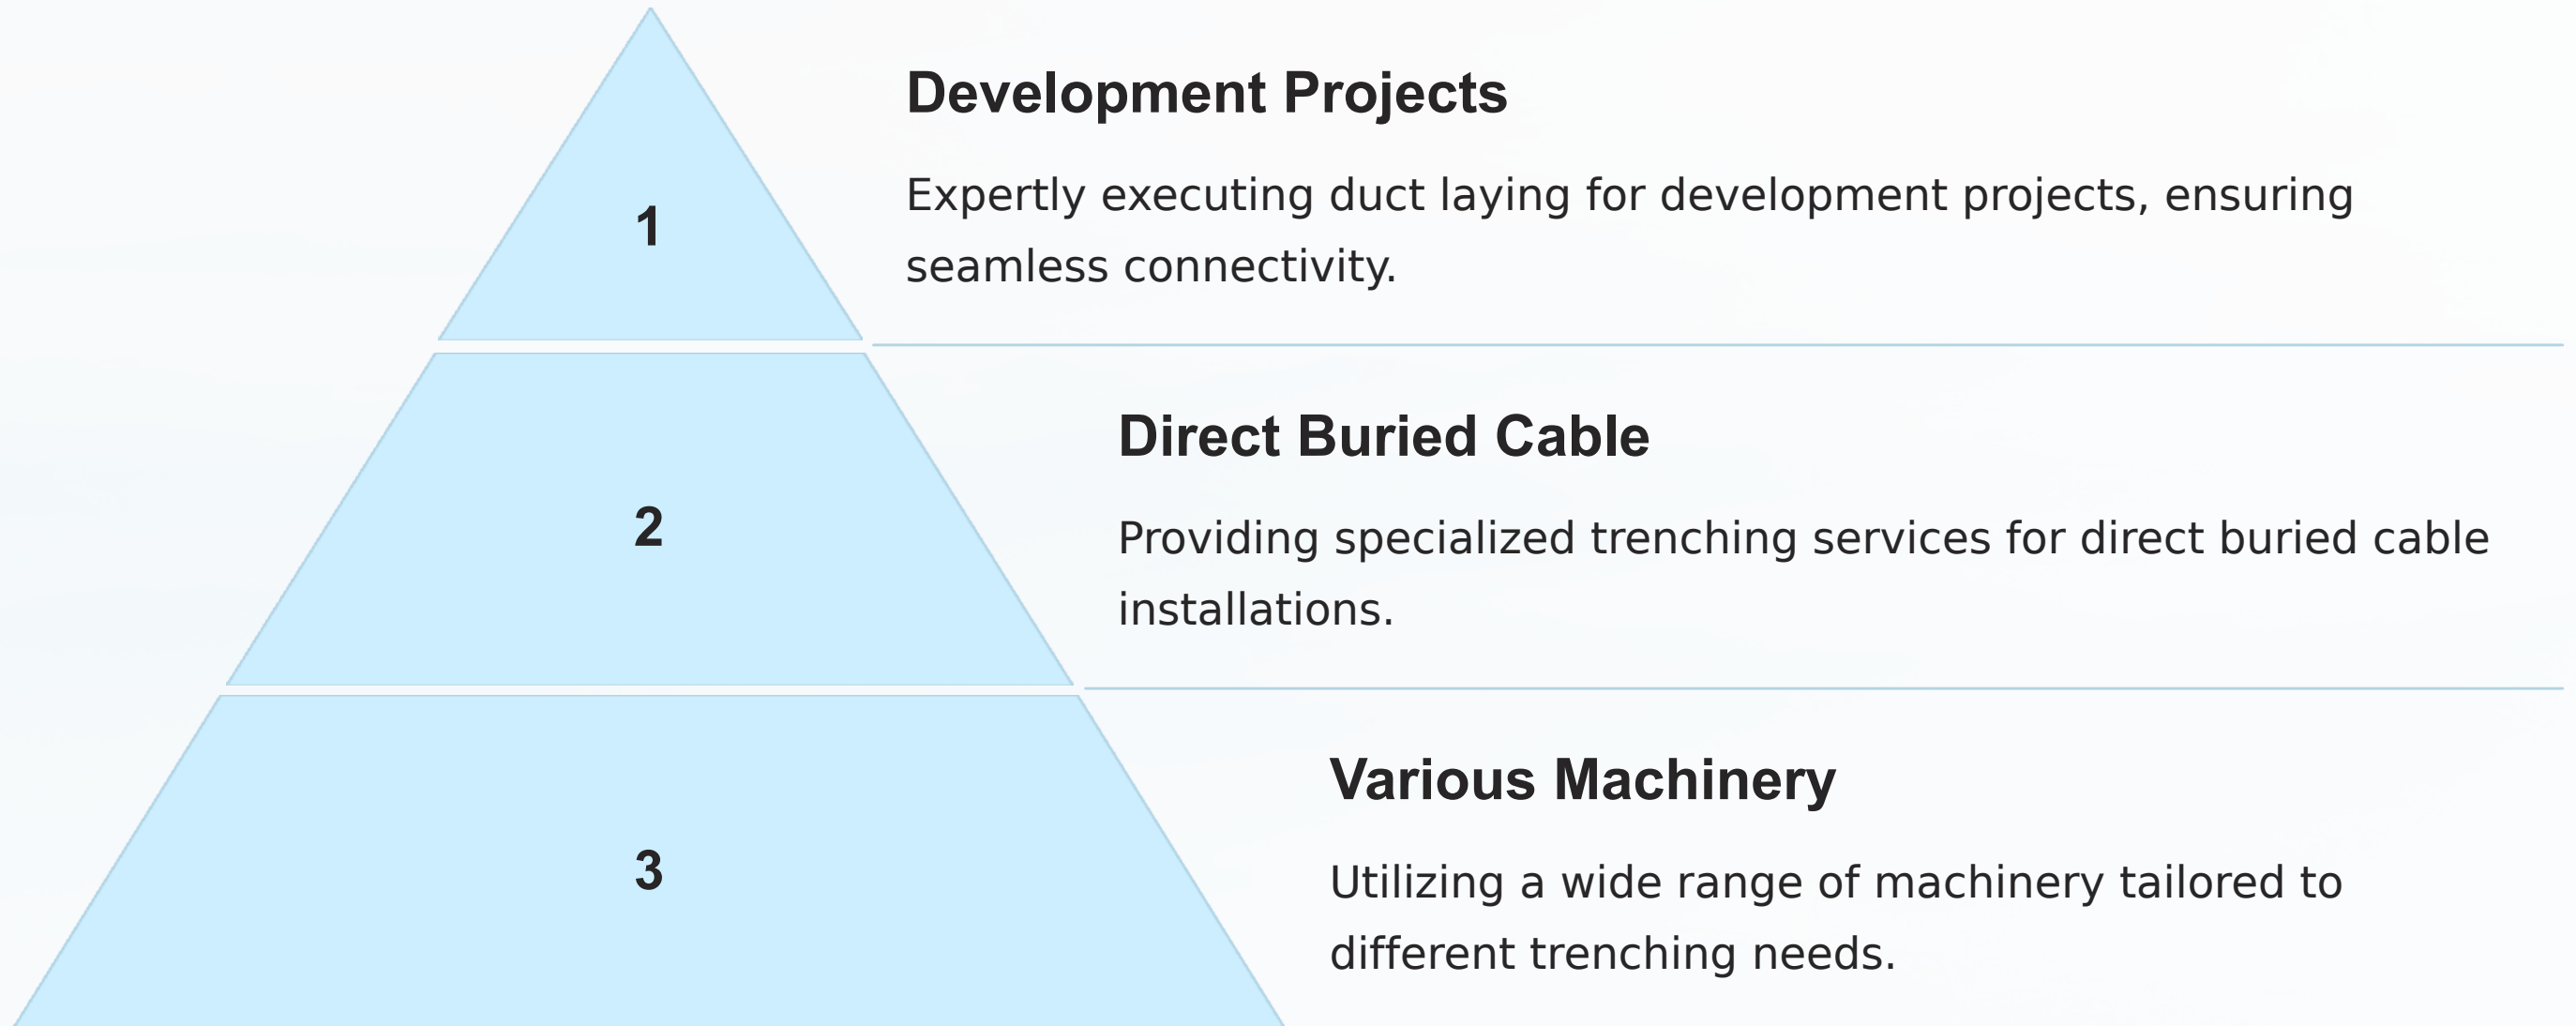 1
Development Projects
Expertly executing duct laying for development projects, ensuring
seamless connectivity.
2
Direct Buried Cable
Providing specialized trenching services for direct buried cable
installations.
3
Various Machinery
Utilizing a wide range of machinery tailored to
different trenching needs.